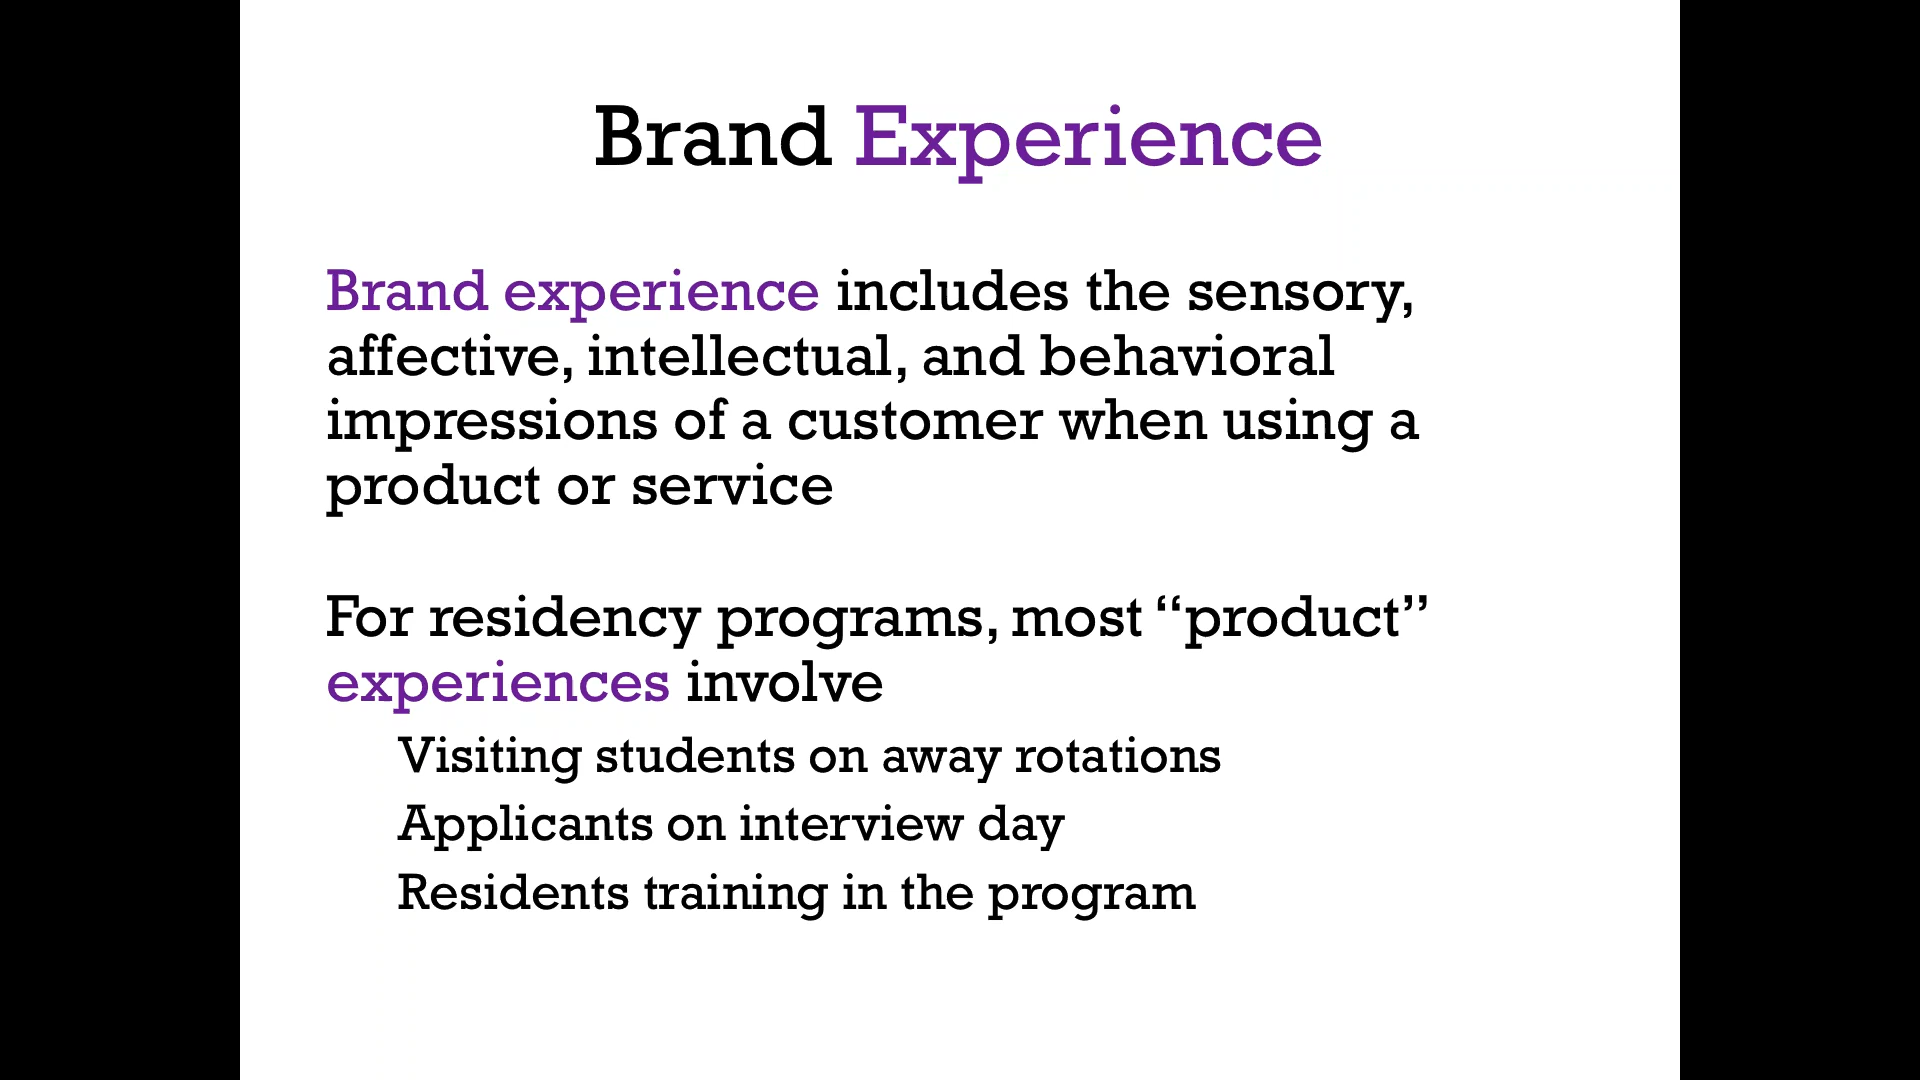 Brand Experience
Brand experience includes the sensory,
affective, intellectual, and behavioral
impressions of a customer when using a
product or service
For residency programs, most “product”
experiences involve
Visiting students on away rotations
Applicants on interview day
Residents training in the program